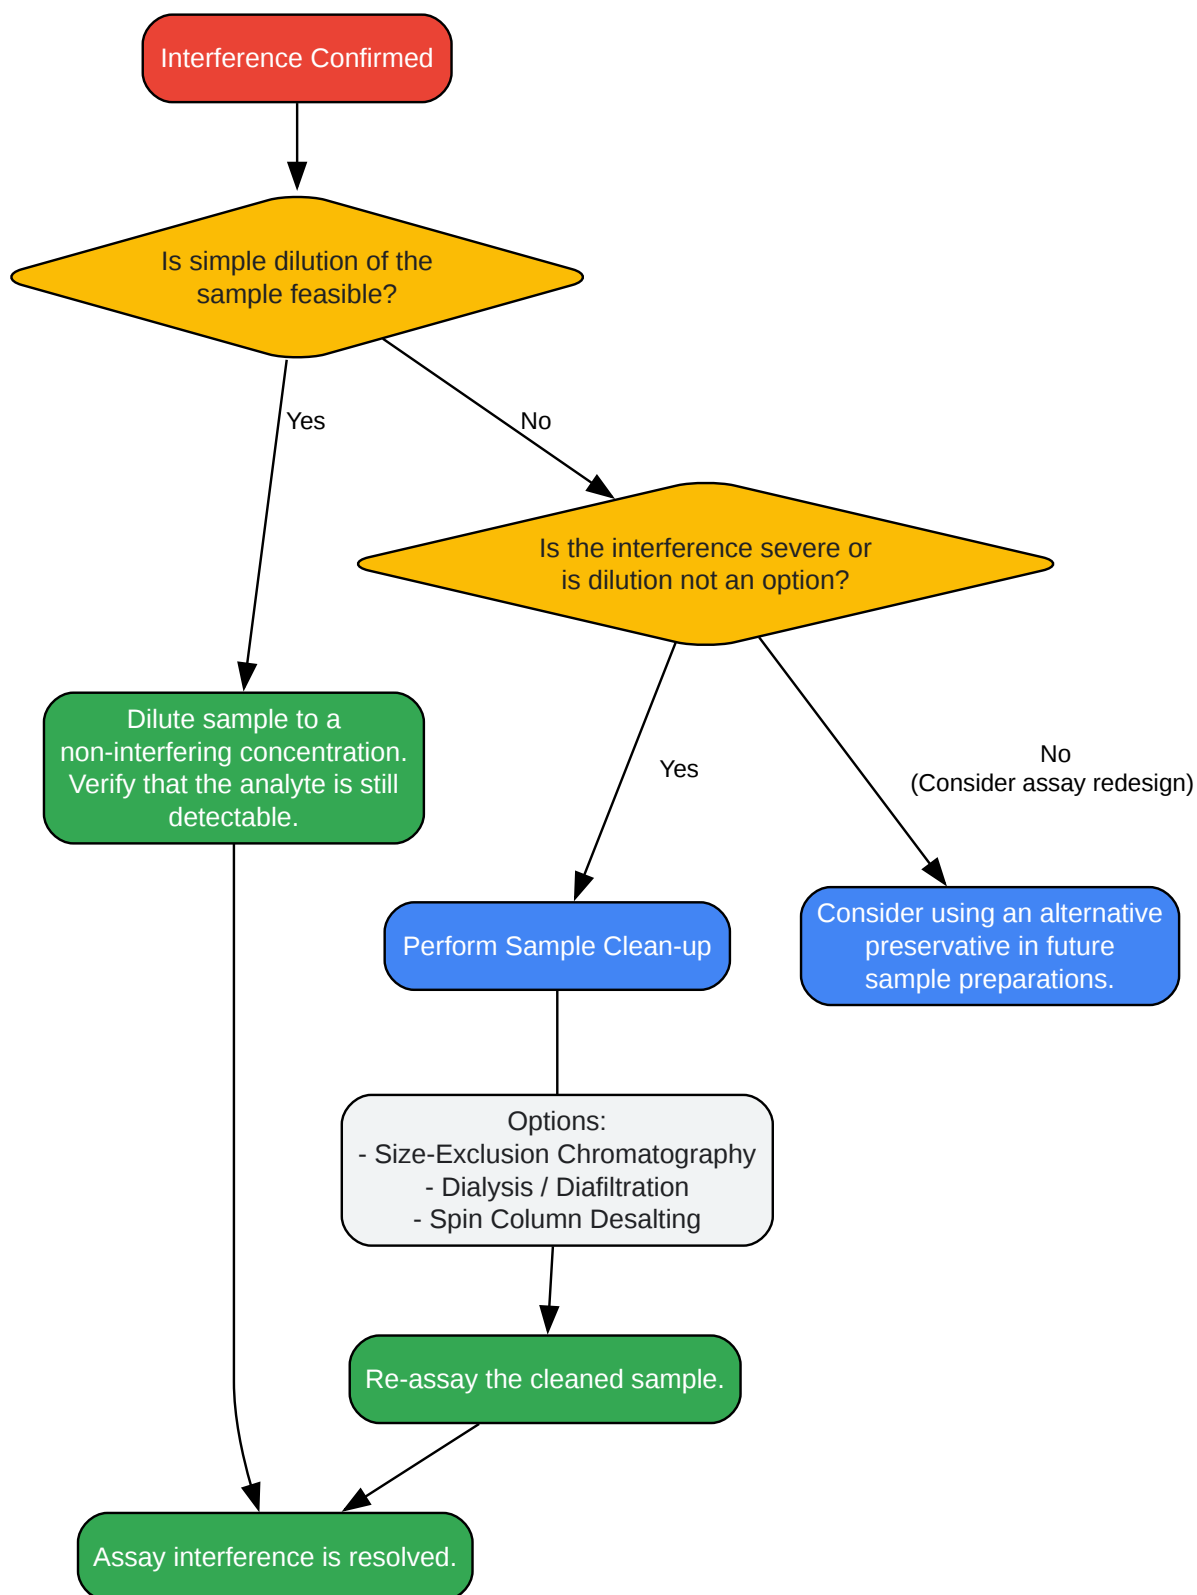 Interference Confirmed
Is simple dilution of the
sample feasible?
Yes
No
Is the interference severe or
is dilution not an option?
Dilute sample to a
non-interfering concentration.
Verify that the analyte is still
detectable.
Yes
No
(Consider assay redesign)
Perform Sample Clean-up
Consider using an alternative
preservative in future
sample preparations.
Options:
- Size-Exclusion Chromatography
- Dialysis / Diafiltration
- Spin Column Desalting
Re-assay the cleaned sample.
Assay interference is resolved.